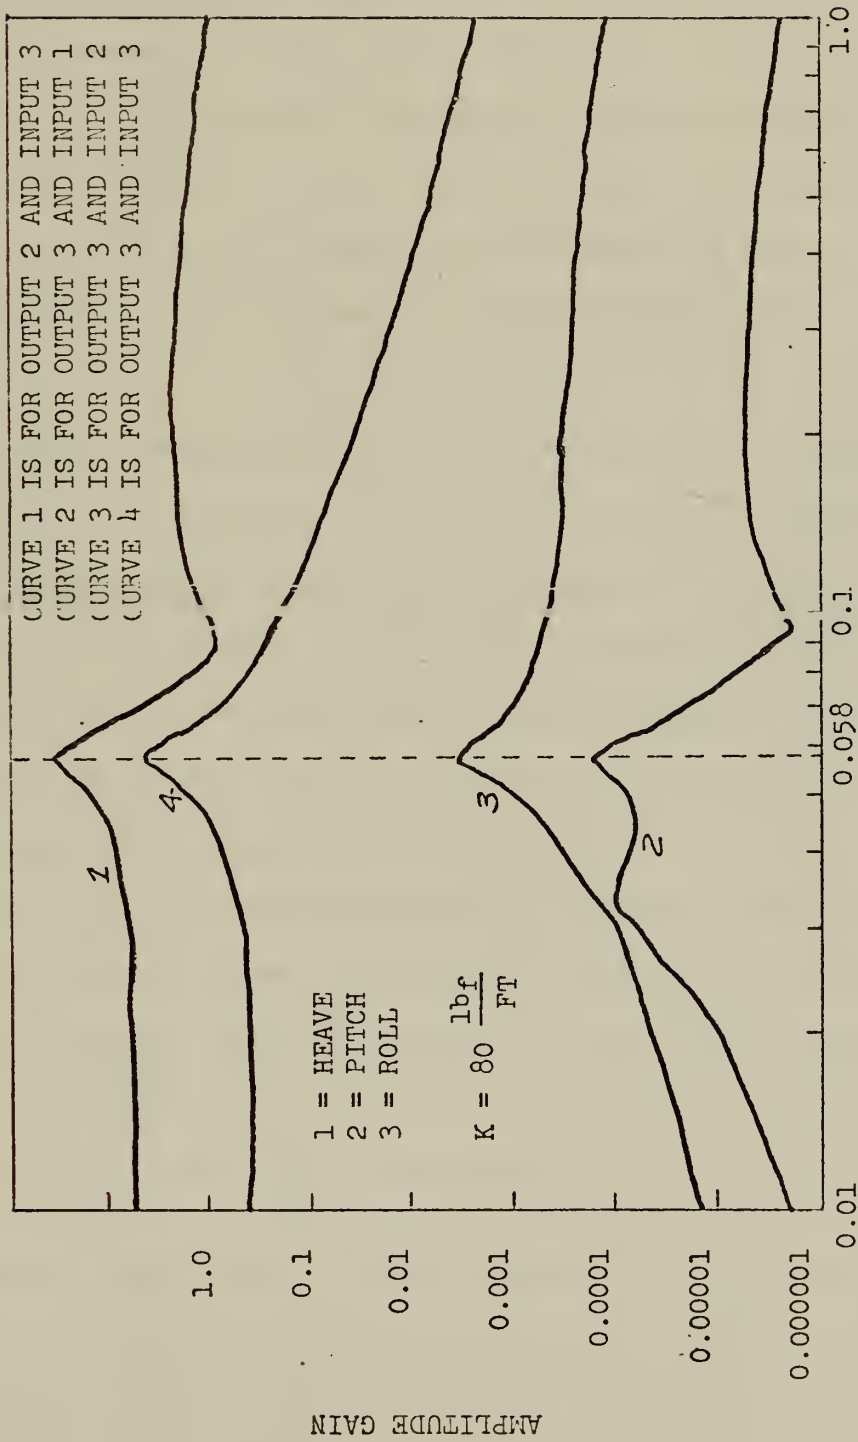 CURVE 1 IS FOR OUTPUT 2 AND INPUT 3
CURVE 2 IS FOR OUTPUT 3 AND INPUT 1
CURVE 3 IS FOR OUTPUT 3 AND INPUT 2
CURVE 4 IS FOR OUTPUT 3 AND INPUT 3
1
4
3
2
1 = HEAVE
2 = PITCH
3 = ROLL
K = 80 lbf/FT
AMPLITUDE GAIN
1.0
0.1
0.01
0.001
0.0001
0.00001
0.000001
0.01
0.058
0.1
1.0